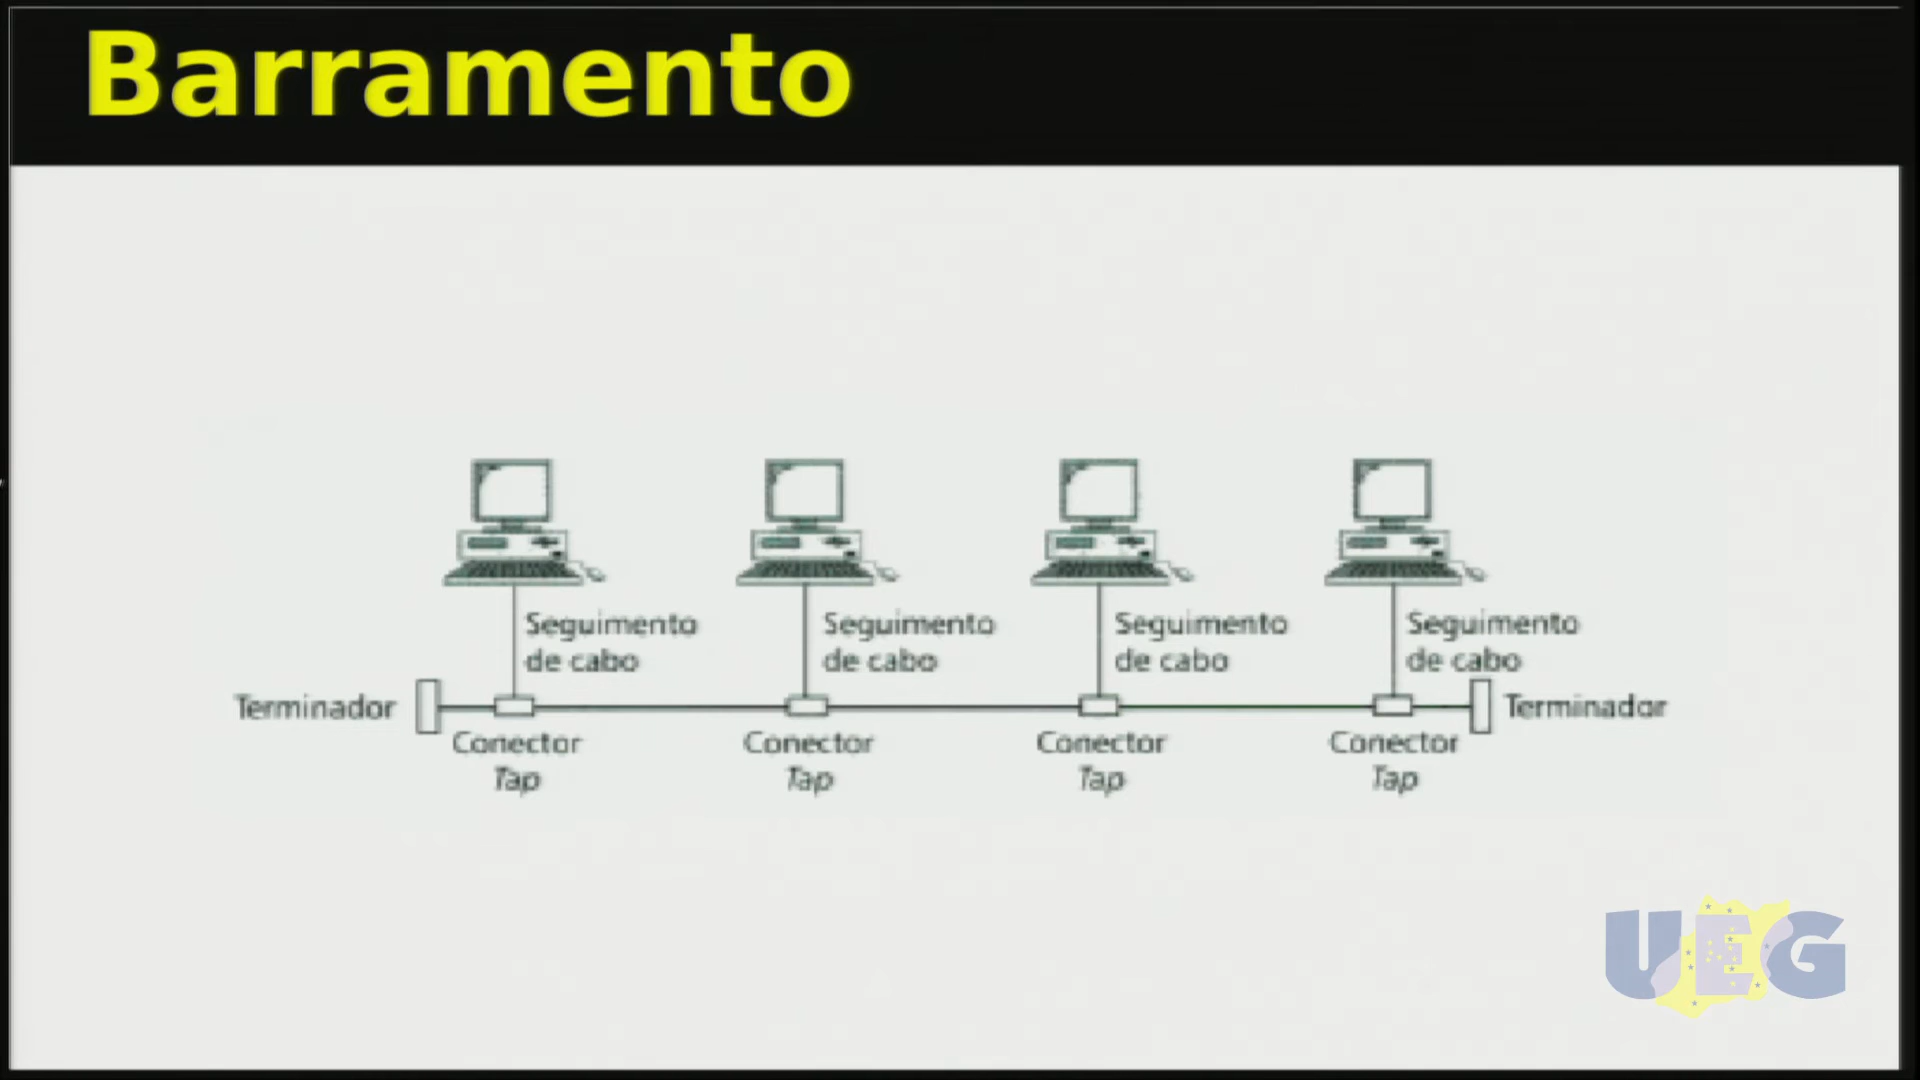 Barramento
Seguimento
de cabo
Seguimento
de cabo
Seguimento
de cabo
Seguimento
de cabo
Terminador
Terminador
Conector
Tap
Conector
Tap
Conector
Tap
Conector
Tap
UEG